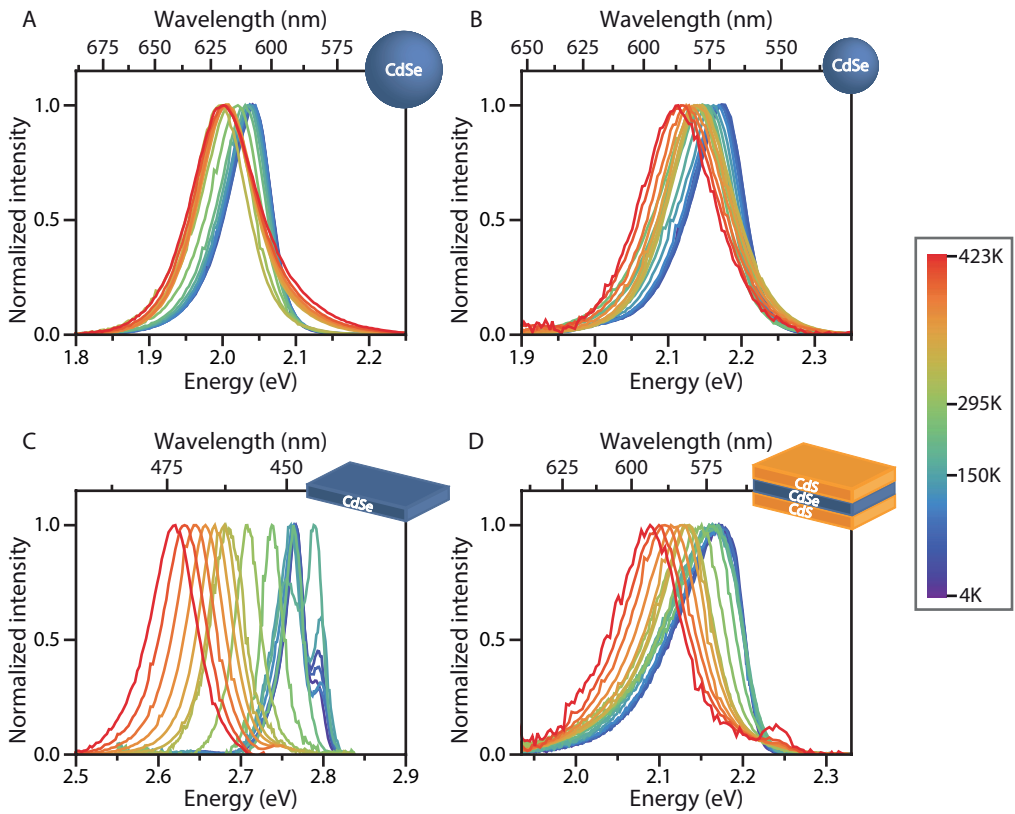 A
Wavelength (nm)
675 650 625 600 575
CdSe
Normalized intensity
1.0
0.5
0.0
1.8 1.9 2.0 2.1 2.2
Energy (eV)
B
Wavelength (nm)
650 625 600 575 550
CdSe
Normalized intensity
1.0
0.5
0.0
1.9 2.0 2.1 2.2 2.3
Energy (eV)
423K
295K
150K
4K
C
Wavelength (nm)
475 450
CdSe
Normalized intensity
1.0
0.5
0.0
2.5 2.6 2.7 2.8 2.9
Energy (eV)
D
Wavelength (nm)
625 600 575
CdS
CdSe
CdS
Normalized intensity
1.0
0.5
0.0
2.0 2.1 2.2 2.3
Energy (eV)